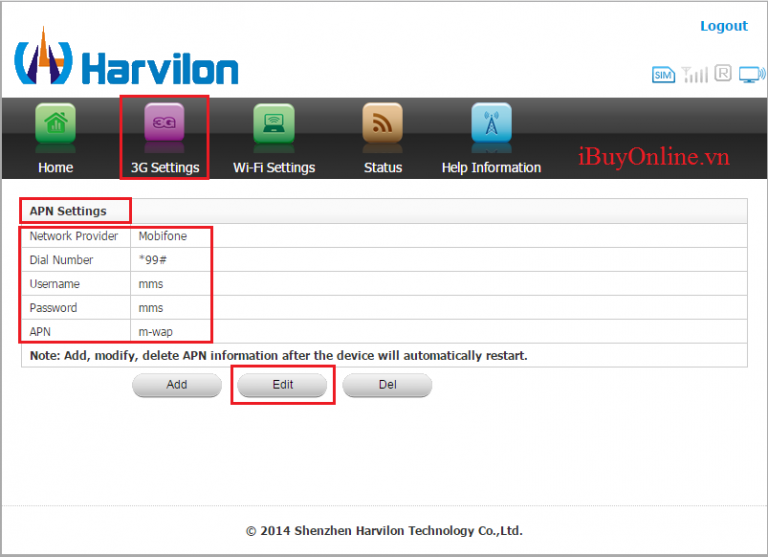 Logout
Harvilon
SIM
R
3G
Home
3G Settings
Wi-Fi Settings
Status
Help Information
iBuyOnline.vn
APN Settings
Network Provider Mobifone
Dial Number *99#
Username mms
Password mms
APN m-wap
Note: Add, modify, delete APN information after the device will automatically restart.
Add Edit Del
© 2014 Shenzhen Harvilon Technology Co.,Ltd.